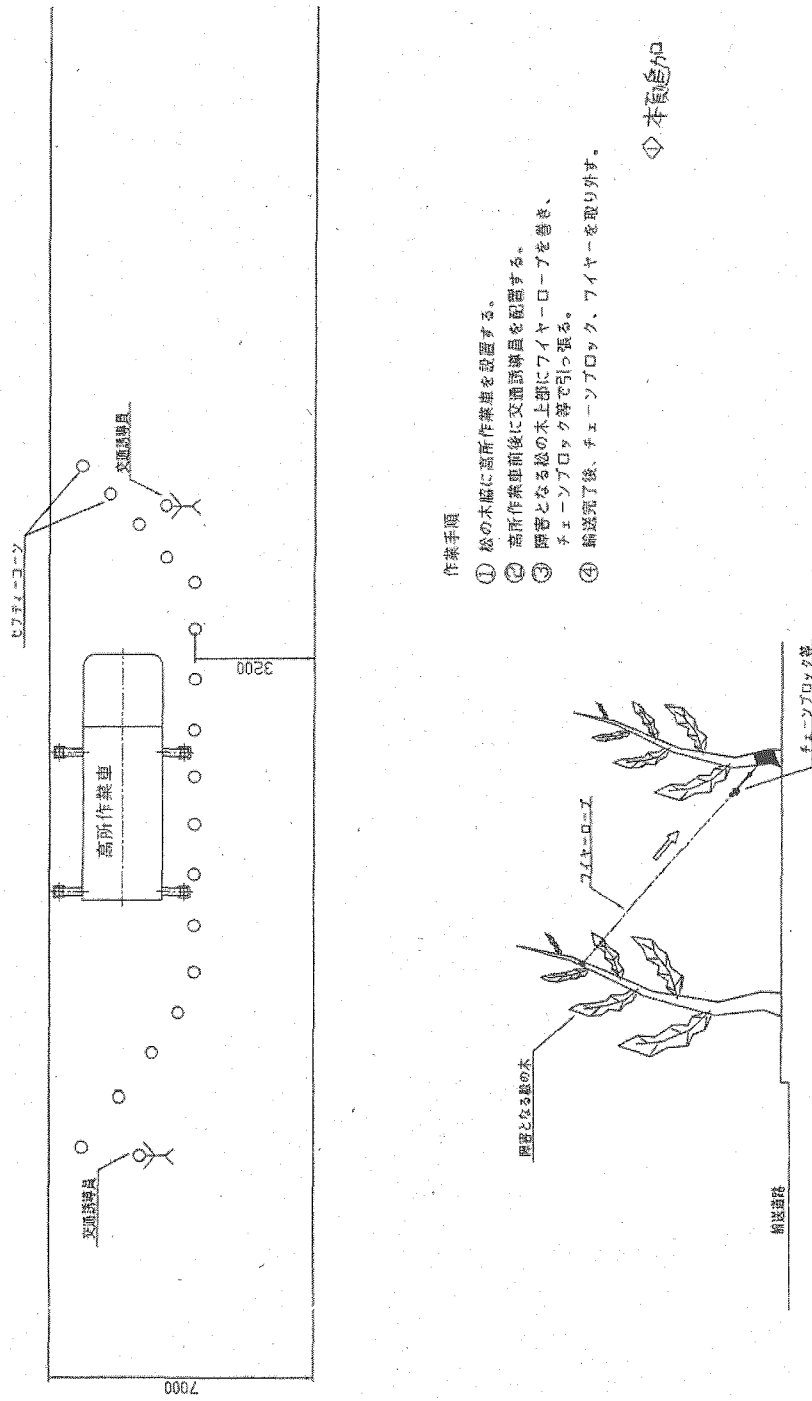 セフティーコーン
交通誘導員
高所作業車
3200
交通誘導員
7000
作業手順
① 松の木脇に高所作業車を設置する。
② 高所作業車前後に交通誘導員を配置する。
③ 障害となる松の木上部にワイヤーロープを巻き、
チェーンブロック等で引っ張る。
④ 輸送完了後、チェーンブロック、ワイヤーを取り外す。
ワイヤーロープ
障害となる松の木
チェーンブロック等
輸送道路
1 本頁追加